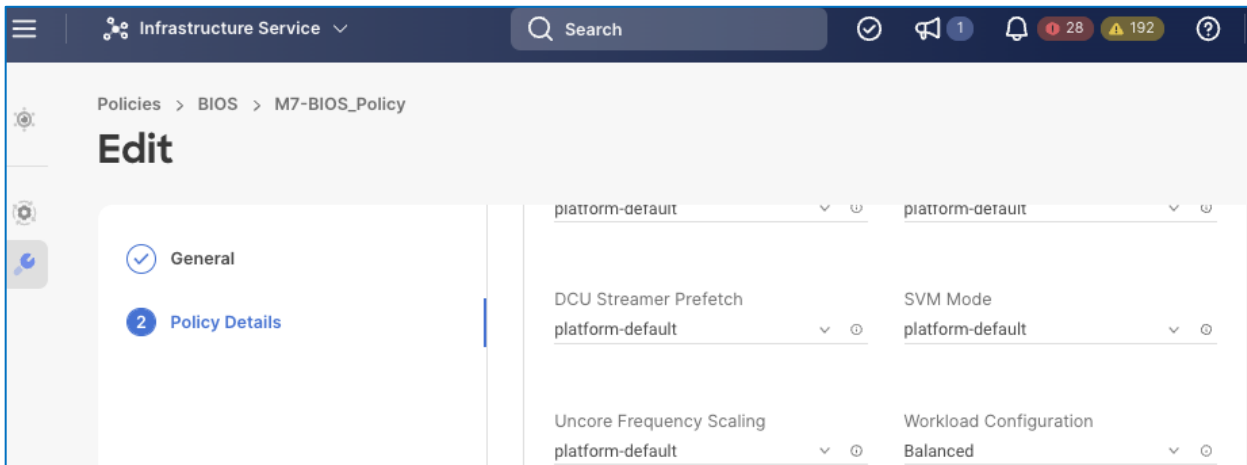 Infrastructure Service
Search
1
28
192
Policies > BIOS > M7-BIOS_Policy
Edit
General
2 Policy Details
platform-default
platform-default
DCU Streamer Prefetch
SVM Mode
platform-default
platform-default
Uncore Frequency Scaling
Workload Configuration
platform-default
Balanced